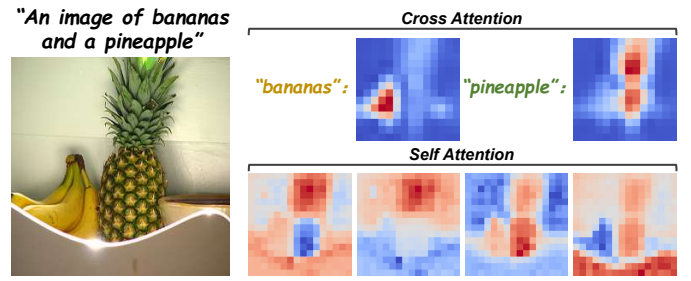 “An image of bananas
and a pineapple”
Cross Attention
“bananas”:
“pineapple”:
Self Attention